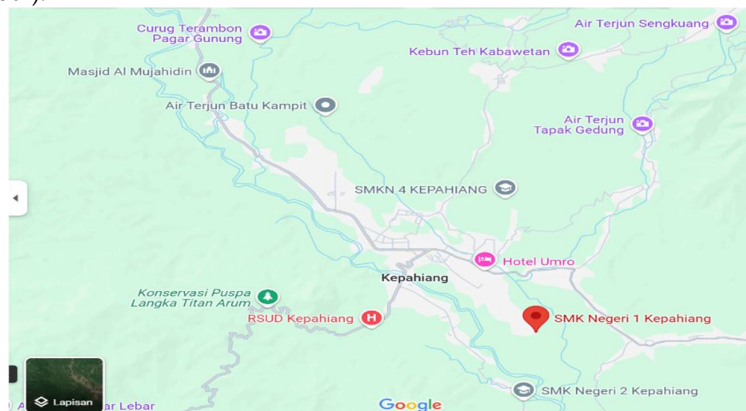 Curug Terambon
Pagar Gunung
Air Terjun Sengkuang
Kebun Teh Kabawetan
Masjid Al Mujahidin
Air Terjun Batu Kampit
Air Terjun
Tapak Gedung
SMKN 4 KEPAHIANG
Hotel Umro
Kepahiang
Konservasi Puspa
Langka Titan Arum
RSUD Kepahiang
H
SMK Negeri 1 Kepahiang
SMK Negeri 2 Kepahiang
Lapisan
Lebar
Google